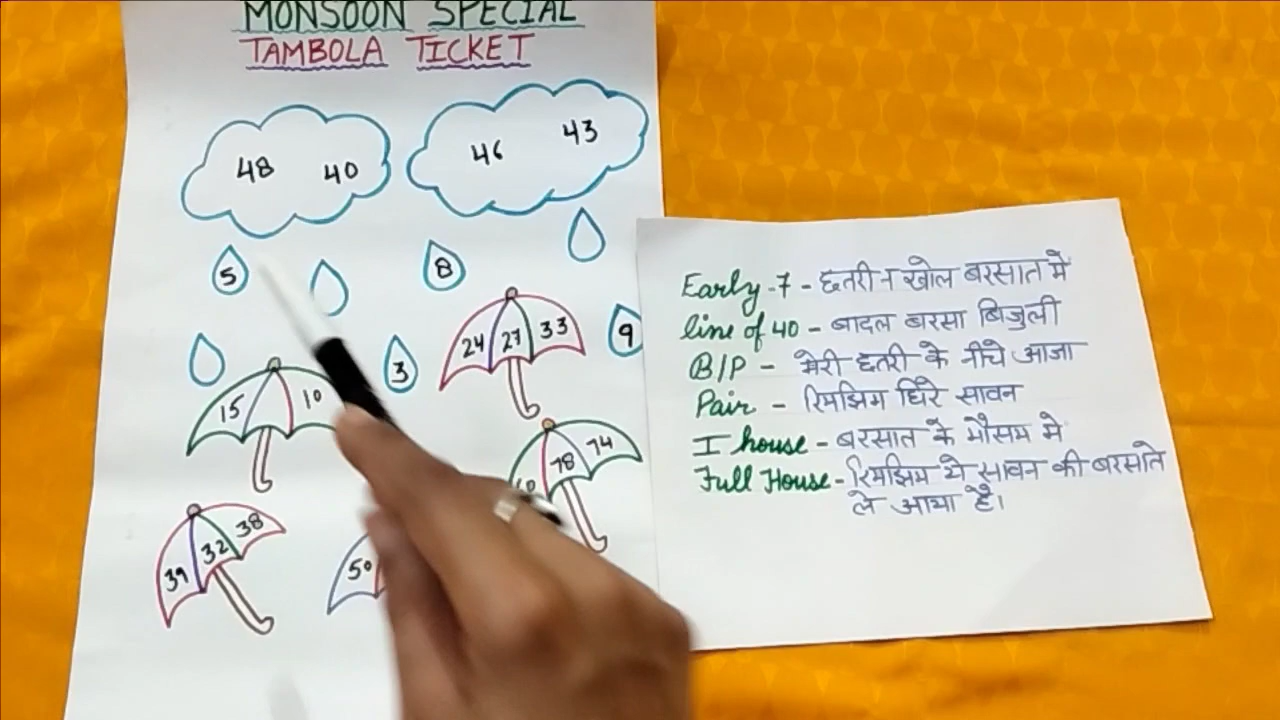 MONSOON SPECIAL
TAMBOLA TICKET
48 40
46 43
5
8
24 27 33
9
3
15 10
78 74
39 32 38
50
Early -7 - छतरी न खोल बरसात में
line of 40 - बादल बरसा बिजुली
B/P - मेरी छतरी के नीचे आजा
Pair - रिमझिम घिरे सावन
I house - बरसात के मौसम मे
Full House - रिमझिम ये सावन की बरसाते
ले आया है।